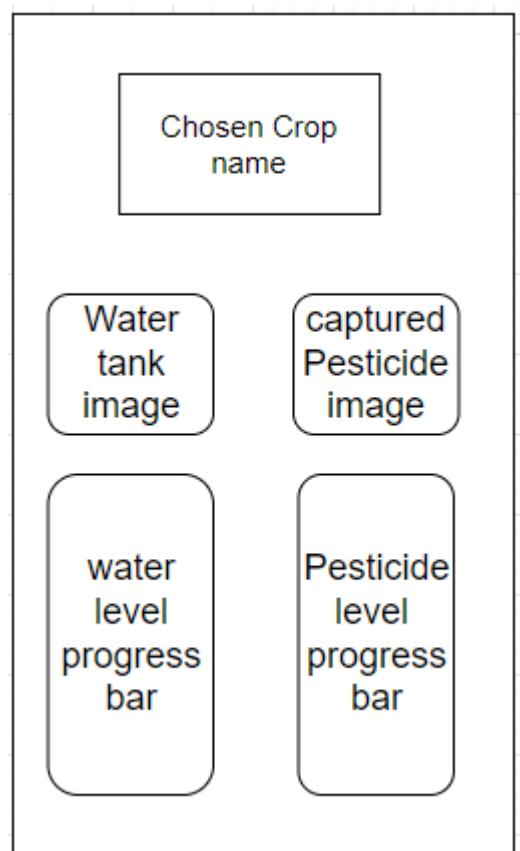 Chosen Crop
name
Water
tank
image
captured
Pesticide
image
water
level
progress
bar
Pesticide
level
progress
bar